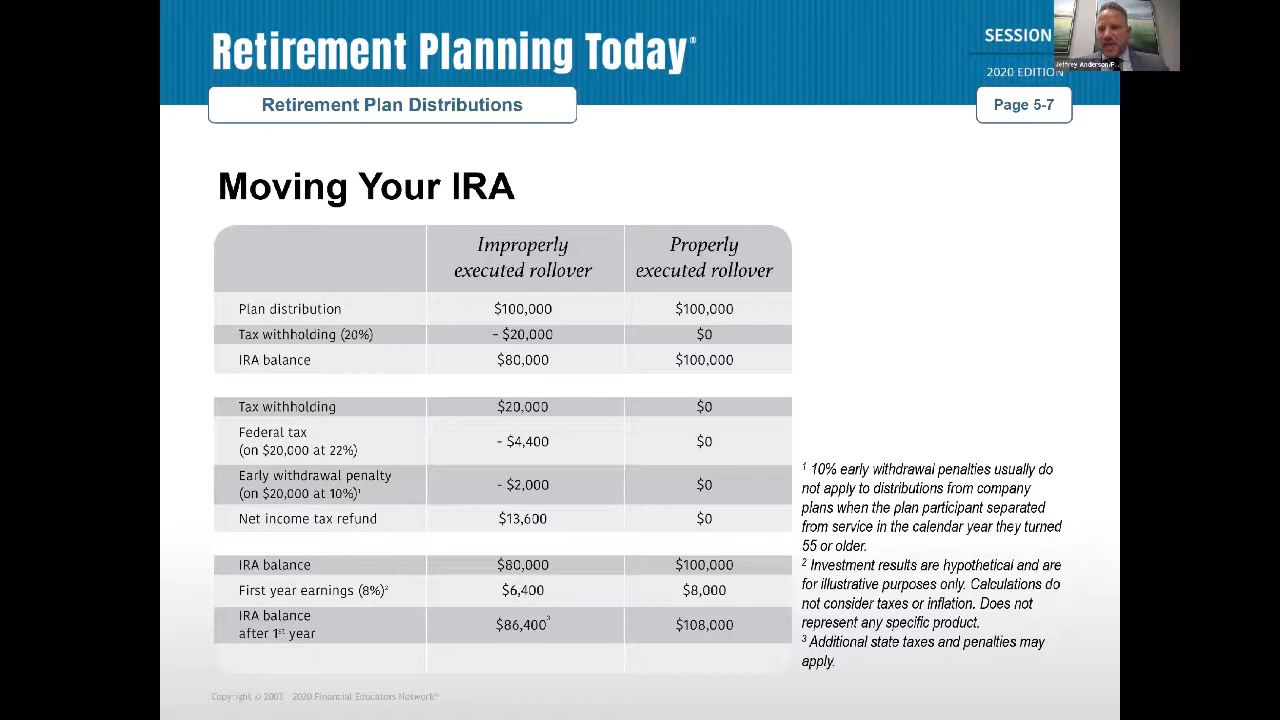 Retirement Planning Today®
SESSION
2020 EDITION
Jeffrey Anderson/F...
Retirement Plan Distributions
Page 5-7
Moving Your IRA
Improperly executed rollover
Properly executed rollover
Plan distribution $100,000 $100,000
Tax withholding (20%) - $20,000 $0
IRA balance $80,000 $100,000
Tax withholding $20,000 $0
Federal tax
(on $20,000 at 22%) - $4,400 $0
Early withdrawal penalty
(on $20,000 at 10%)¹ - $2,000 $0
Net income tax refund $13,600 $0
IRA balance $80,000 $100,000
First year earnings (8%)² $6,400 $8,000
IRA balance
after 1st year $86,400³ $108,000
¹ 10% early withdrawal penalties usually do
not apply to distributions from company
plans when the plan participant separated
from service in the calendar year they turned
55 or older.
² Investment results are hypothetical and are
for illustrative purposes only. Calculations do
not consider taxes or inflation. Does not
represent any specific product.
³ Additional state taxes and penalties may
apply.
Copyright © 2003 - 2020 Financial Educators Network®